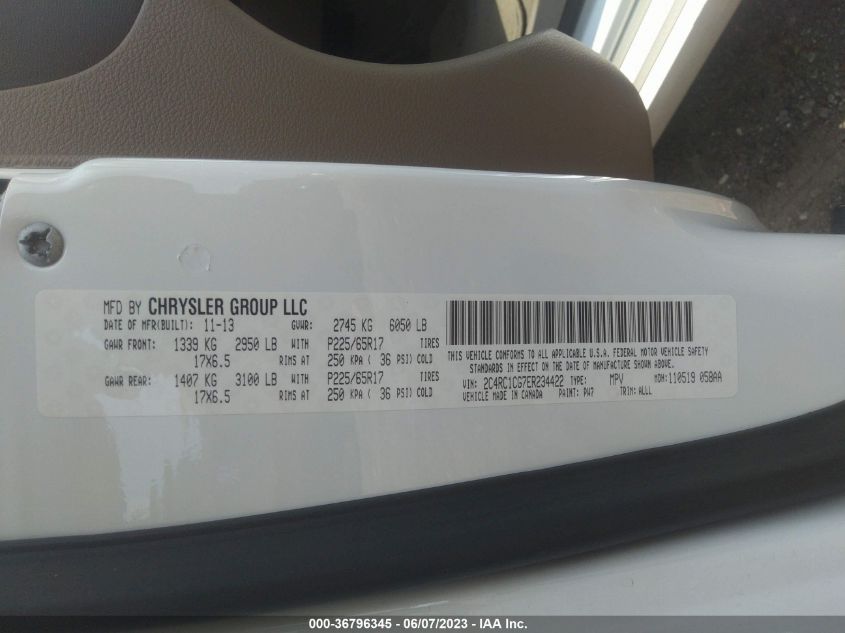 MFD BY CHRYSLER GROUP LLC
DATE OF MFR(BUILT): 11-13 GVWR: 2745 KG 6050 LB
GAWR FRONT: 1339 KG 2950 LB WITH P225/65R17 TIRES
17X6.5 RIMS AT 250 KPA ( 36 PSI) COLD
GAWR REAR: 1407 KG 3100 LB WITH P225/65R17 TIRES
17X6.5 RIMS AT 250 KPA ( 36 PSI) COLD
THIS VEHICLE CONFORMS TO ALL APPLICABLE U.S.A. FEDERAL MOTOR VEHICLE SAFETY
STANDARDS IN EFFECT ON THE DATE OF MANUFACTURE SHOWN ABOVE.
VIN: 2C4RC1CG7ER234422 TYPE: MPV MDH: 110519 058AA
VEHICLE MADE IN CANADA PAINT: PW7 TRIM: ALLL
000-36796345 - 06/07/2023 - IAA Inc.